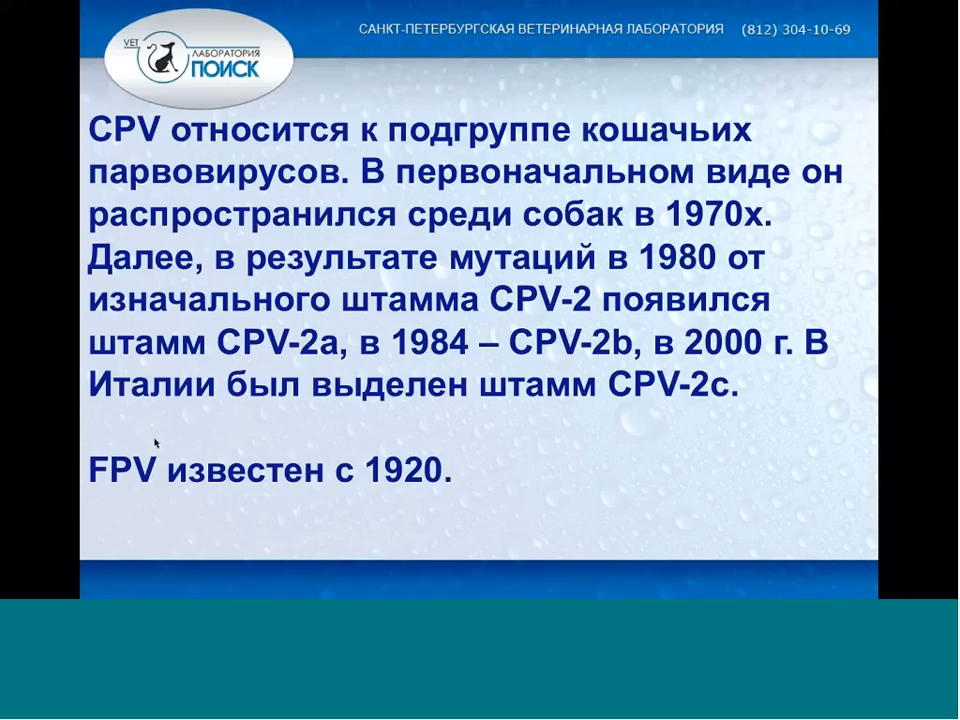 САНКТ-ПЕТЕРБУРГСКАЯ ВЕТЕРИНАРНАЯ ЛАБОРАТОРИЯ (812) 304-10-69
VET ЛАБОРАТОРИЯ
ПОИСК
CPV относится к подгруппе кошачьих
парвовирусов. В первоначальном виде он
распространился среди собак в 1970х.
Далее, в результате мутаций в 1980 от
изначального штамма CPV-2 появился
штамм CPV-2a, в 1984 – CPV-2b, в 2000 г. В
Италии был выделен штамм CPV-2c.
FPV известен с 1920.